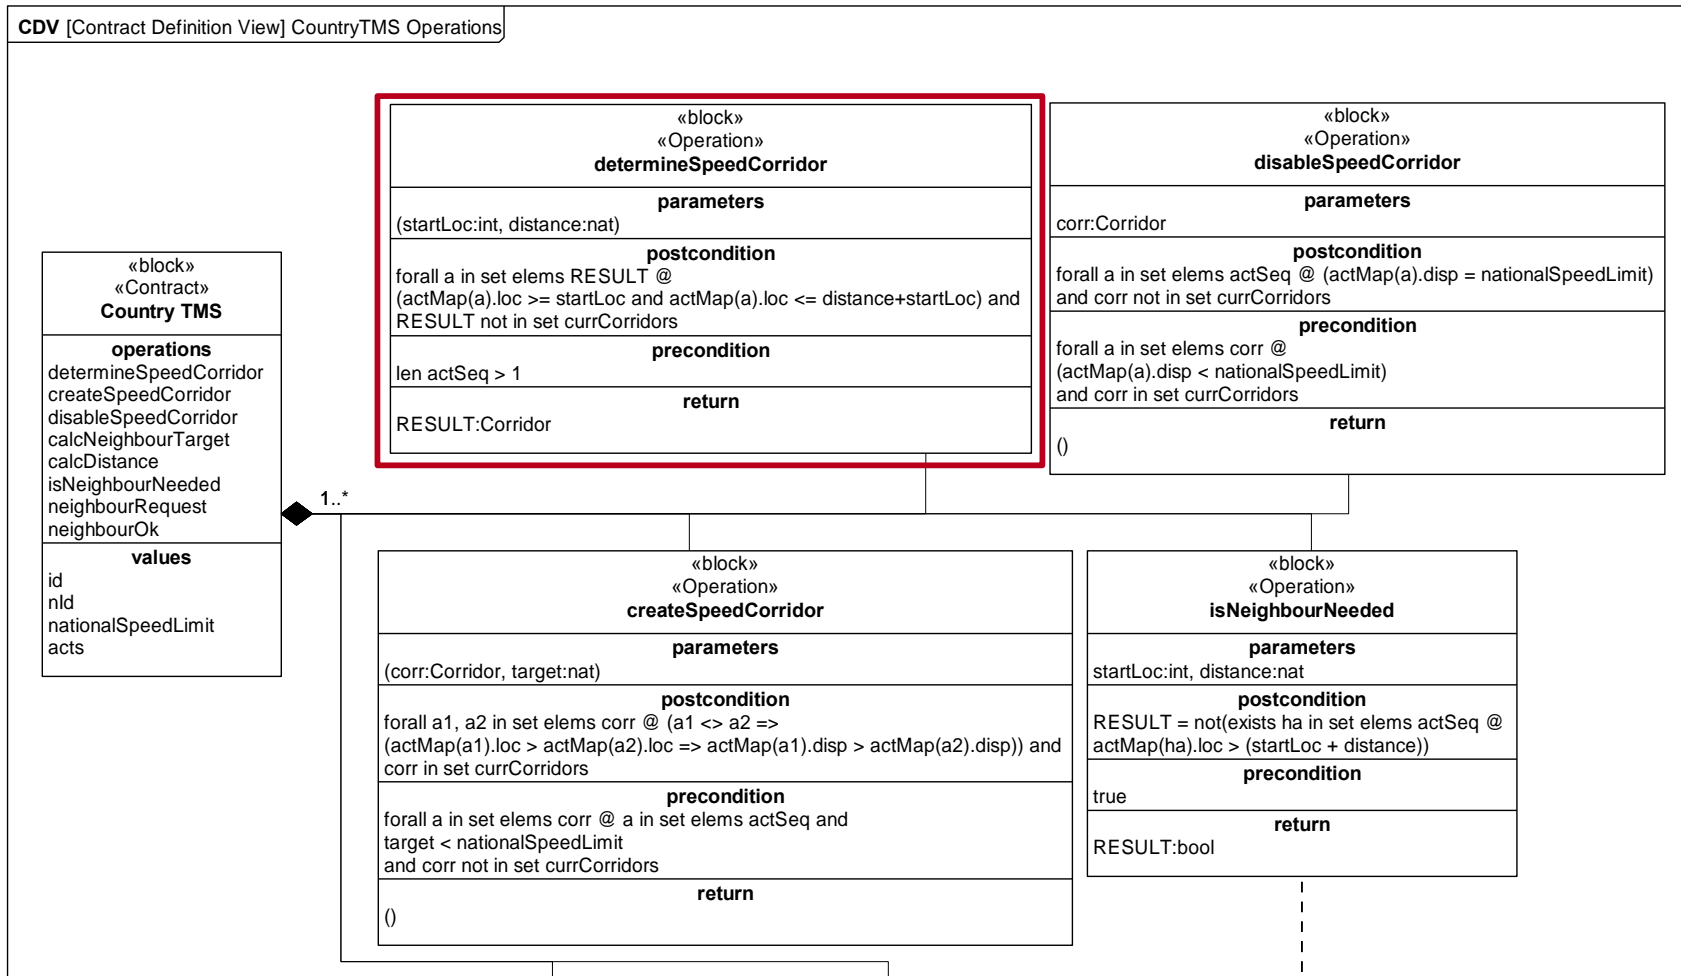 CDV [Contract Definition View] CountryTMS Operations
«block»
«Operation»
determineSpeedCorridor
parameters
(startLoc:int, distance:nat)
postcondition
forall a in set elems RESULT @
(actMap(a).loc >= startLoc and actMap(a).loc <= distance+startLoc) and
RESULT not in set currCorridors
precondition
len actSeq > 1
return
RESULT:Corridor
«block»
«Operation»
disableSpeedCorridor
parameters
corr:Corridor
postcondition
forall a in set elems actSeq @ (actMap(a).disp = nationalSpeedLimit)
and corr not in set currCorridors
precondition
forall a in set elems corr @
(actMap(a).disp < nationalSpeedLimit)
and corr in set currCorridors
return
()
«block»
«Contract»
Country TMS
operations
determineSpeedCorridor
createSpeedCorridor
disableSpeedCorridor
calcNeighbourTarget
calcDistance
isNeighbourNeeded
neighbourRequest
neighbourOk
values
id
nId
nationalSpeedLimit
acts
1..*
«block»
«Operation»
createSpeedCorridor
parameters
(corr:Corridor, target:nat)
postcondition
forall a1, a2 in set elems corr @ (a1 <> a2 =>
(actMap(a1).loc > actMap(a2).loc => actMap(a1).disp > actMap(a2).disp)) and
corr in set currCorridors
precondition
forall a in set elems corr @ a in set elems actSeq and
target < nationalSpeedLimit
and corr not in set currCorridors
return
()
«block»
«Operation»
isNeighbourNeeded
parameters
startLoc:int, distance:nat
postcondition
RESULT = not(exists ha in set elems actSeq @
actMap(ha).loc > (startLoc + distance))
precondition
true
return
RESULT:bool